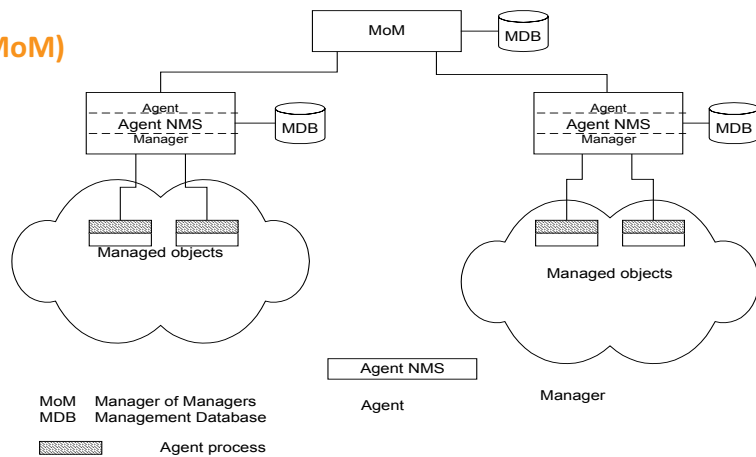 MoM)
MoM
MDB
Agent
Agent NMS
Manager
MDB
Agent
Agent NMS
Manager
MDB
Managed objects
Managed objects
Agent NMS
Agent
Manager
MoM Manager of Managers
MDB Management Database
Agent process